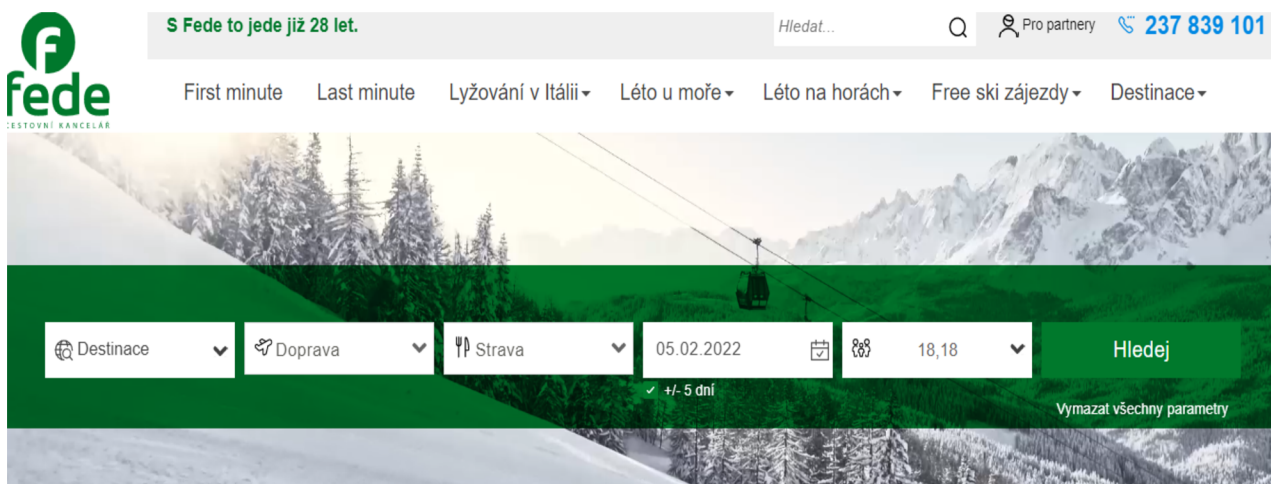 fede
CESTOVNÍ KANCELÁŘ
S Fede to jede již 28 let.
Hledat...
Pro partnery
237 839 101
First minute
Last minute
Lyžování v Itálii
Léto u moře
Léto na horách
Free ski zájezdy
Destinace
Destinace
Doprava
Strava
05.02.2022
18,18
Hledej
+/- 5 dní
Vymazat všechny parametry